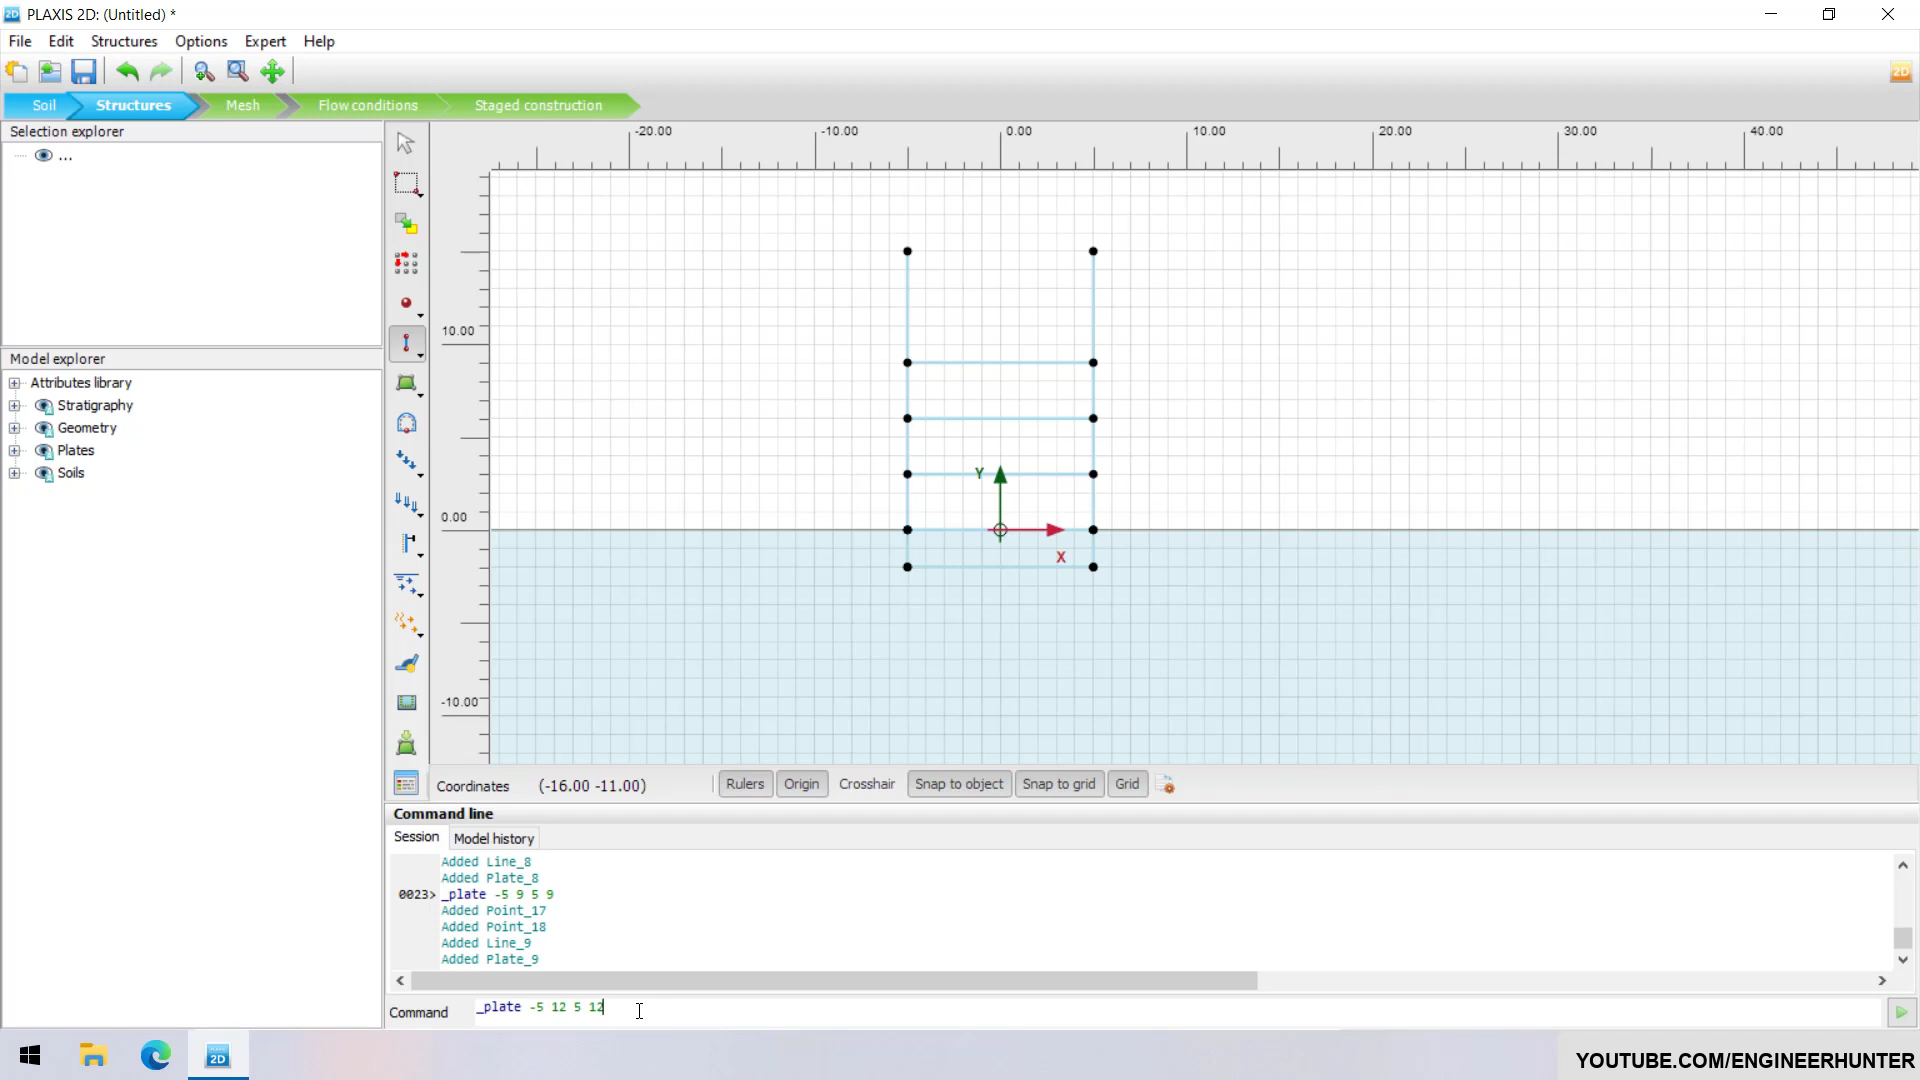 PLAXIS 2D: (Untitled) *
File Edit Structures Options Expert Help
2D
Soil Structures Mesh Flow conditions Staged construction
Selection explorer
...
-20.00 -10.00 0.00 10.00 20.00 30.00 40.00
Model explorer
Attributes library
Stratigraphy
Geometry
Plates
Soils
10.00
0.00
-10.00
Y
X
Coordinates (-16.00 -11.00) Rulers Origin Crosshair Snap to object Snap to grid Grid
Command line
Session Model history
Added Line_8
Added Plate_8
0023> _plate -5 9 5 9
Added Point_17
Added Point_18
Added Line_9
Added Plate_9
Command _plate -5 12 5 12
2D
YOUTUBE.COM/ENGINEERHUNTER